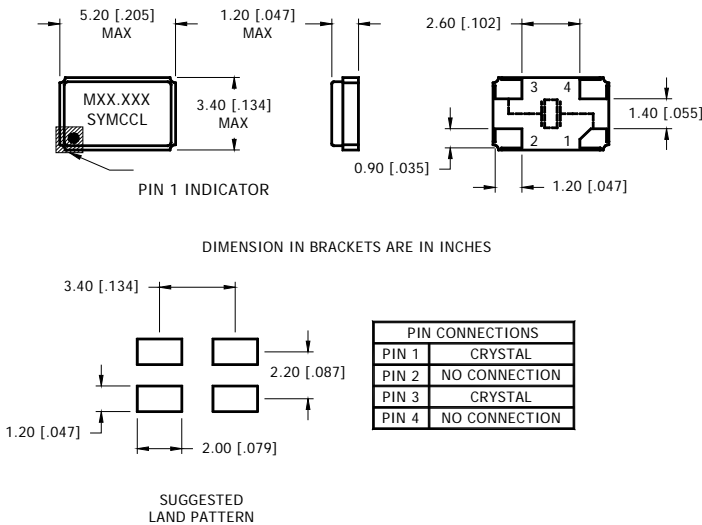 5.20 [.205]
MAX
1.20 [.047]
MAX
2.60 [.102]
MXX.XXX
SYMCCL
3.40 [.134]
MAX
3 4
2 1
1.40 [.055]
0.90 [.035]
1.20 [.047]
PIN 1 INDICATOR
DIMENSION IN BRACKETS ARE IN INCHES
3.40 [.134]
2.20 [.087]
1.20 [.047]
2.00 [.079]
SUGGESTED
LAND PATTERN
PIN CONNECTIONS
PIN 1 CRYSTAL
PIN 2 NO CONNECTION
PIN 3 CRYSTAL
PIN 4 NO CONNECTION